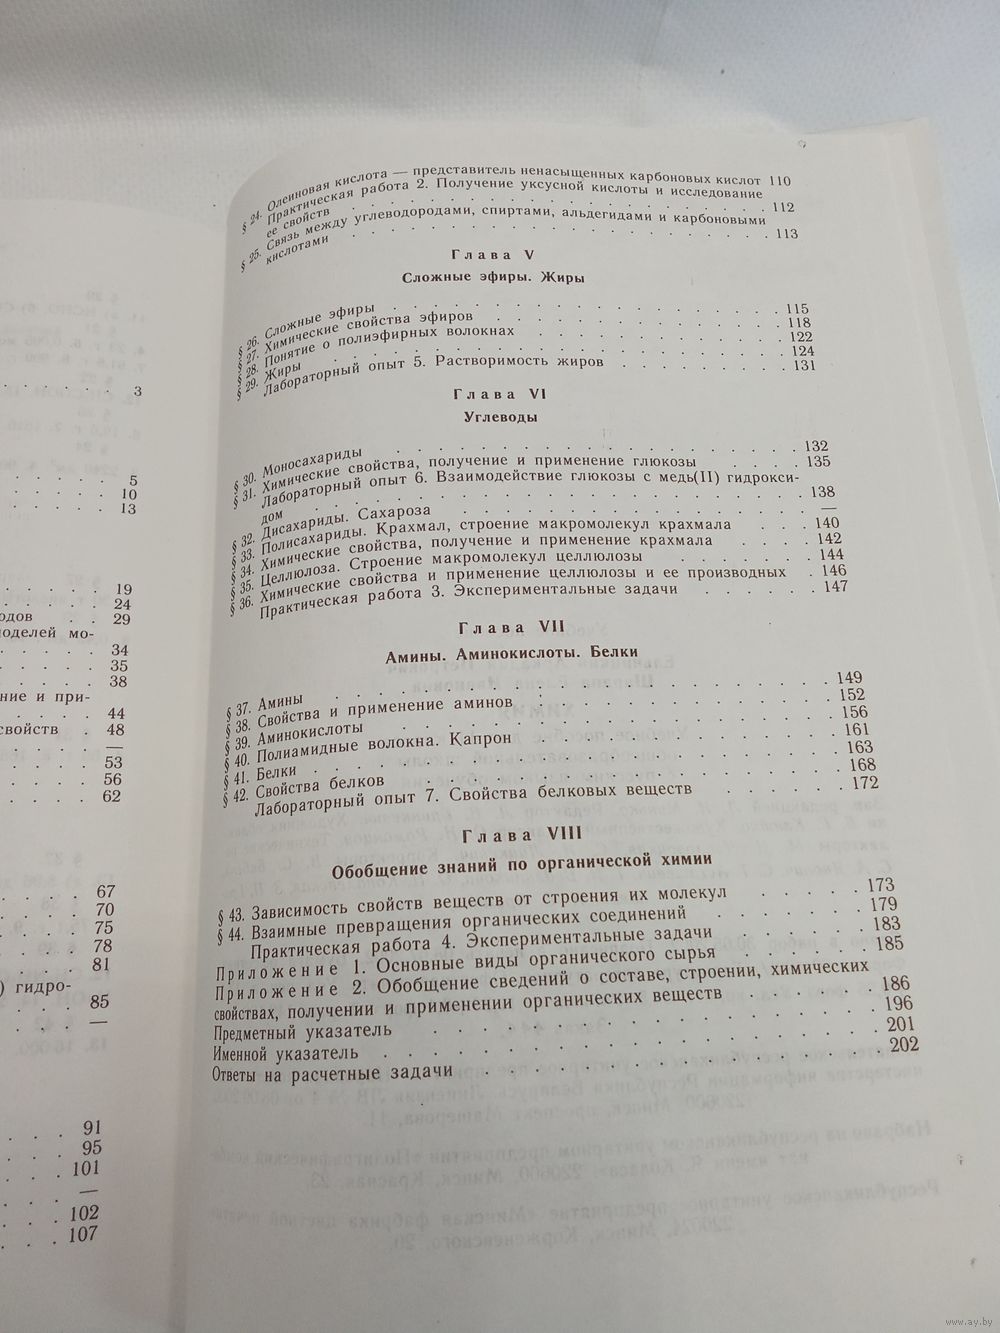 3
5
10
13
19
24
одов . . 29
моделей мо-
34
35
38
ние и при-
44
свойств . 48
—
53
56
62
67
70
75
78
81
) гидро-
85
—
91
95
101
—
102
107
§ 24. Олеиновая кислота — представитель ненасыщенных карбоновых кислот 110
Практическая работа 2. Получение уксусной кислоты и исследование
ее свойств . . . 112
§ 25. Связь между углеводородами, спиртами, альдегидами и карбоновыми
кислотами . . . 113
Глава V
Сложные эфиры. Жиры
§ 26. Сложные эфиры . . . 115
§ 27. Химические свойства эфиров . . . 118
§ 28. Понятие о полиэфирных волокнах . . . 122
§ 29. Жиры . . . 124
Лабораторный опыт 5. Растворимость жиров . . . 131
Глава VI
Углеводы
§ 30. Моносахариды . . . 132
§ 31. Химические свойства, получение и применение глюкозы . . . 135
Лабораторный опыт 6. Взаимодействие глюкозы с медь(II) гидрокси-
дом . . . 138
§ 32. Дисахариды. Сахароза . . . —
§ 33. Полисахариды. Крахмал, строение макромолекул крахмала . . . 140
§ 34. Химические свойства, получение и применение крахмала . . . 142
§ 35. Целлюлоза. Строение макромолекул целлюлозы . . . 144
§ 36. Химические свойства и применение целлюлозы и ее производных . 146
Практическая работа 3. Экспериментальные задачи . . . 147
Глава VII
Амины. Аминокислоты. Белки
§ 37. Амины . . . 149
§ 38. Свойства и применение аминов . . . 152
§ 39. Аминокислоты . . . 156
§ 40. Полиамидные волокна. Капрон . . . 161
§ 41. Белки . . . 163
§ 42. Свойства белков . . . 168
Лабораторный опыт 7. Свойства белковых веществ . . . 172
Глава VIII
Обобщение знаний по органической химии
§ 43. Зависимость свойств веществ от строения их молекул . . . 173
§ 44. Взаимные превращения органических соединений . . . 179
Практическая работа 4. Экспериментальные задачи . . . 183
Приложение 1. Основные виды органического сырья . . . 185
Приложение 2. Обобщение сведений о составе, строении, химических
свойствах, получении и применении органических веществ . . . 186
Предметный указатель . . . 196
Именной указатель . . . 201
Ответы на расчетные задачи . . . 202
www.ay.by